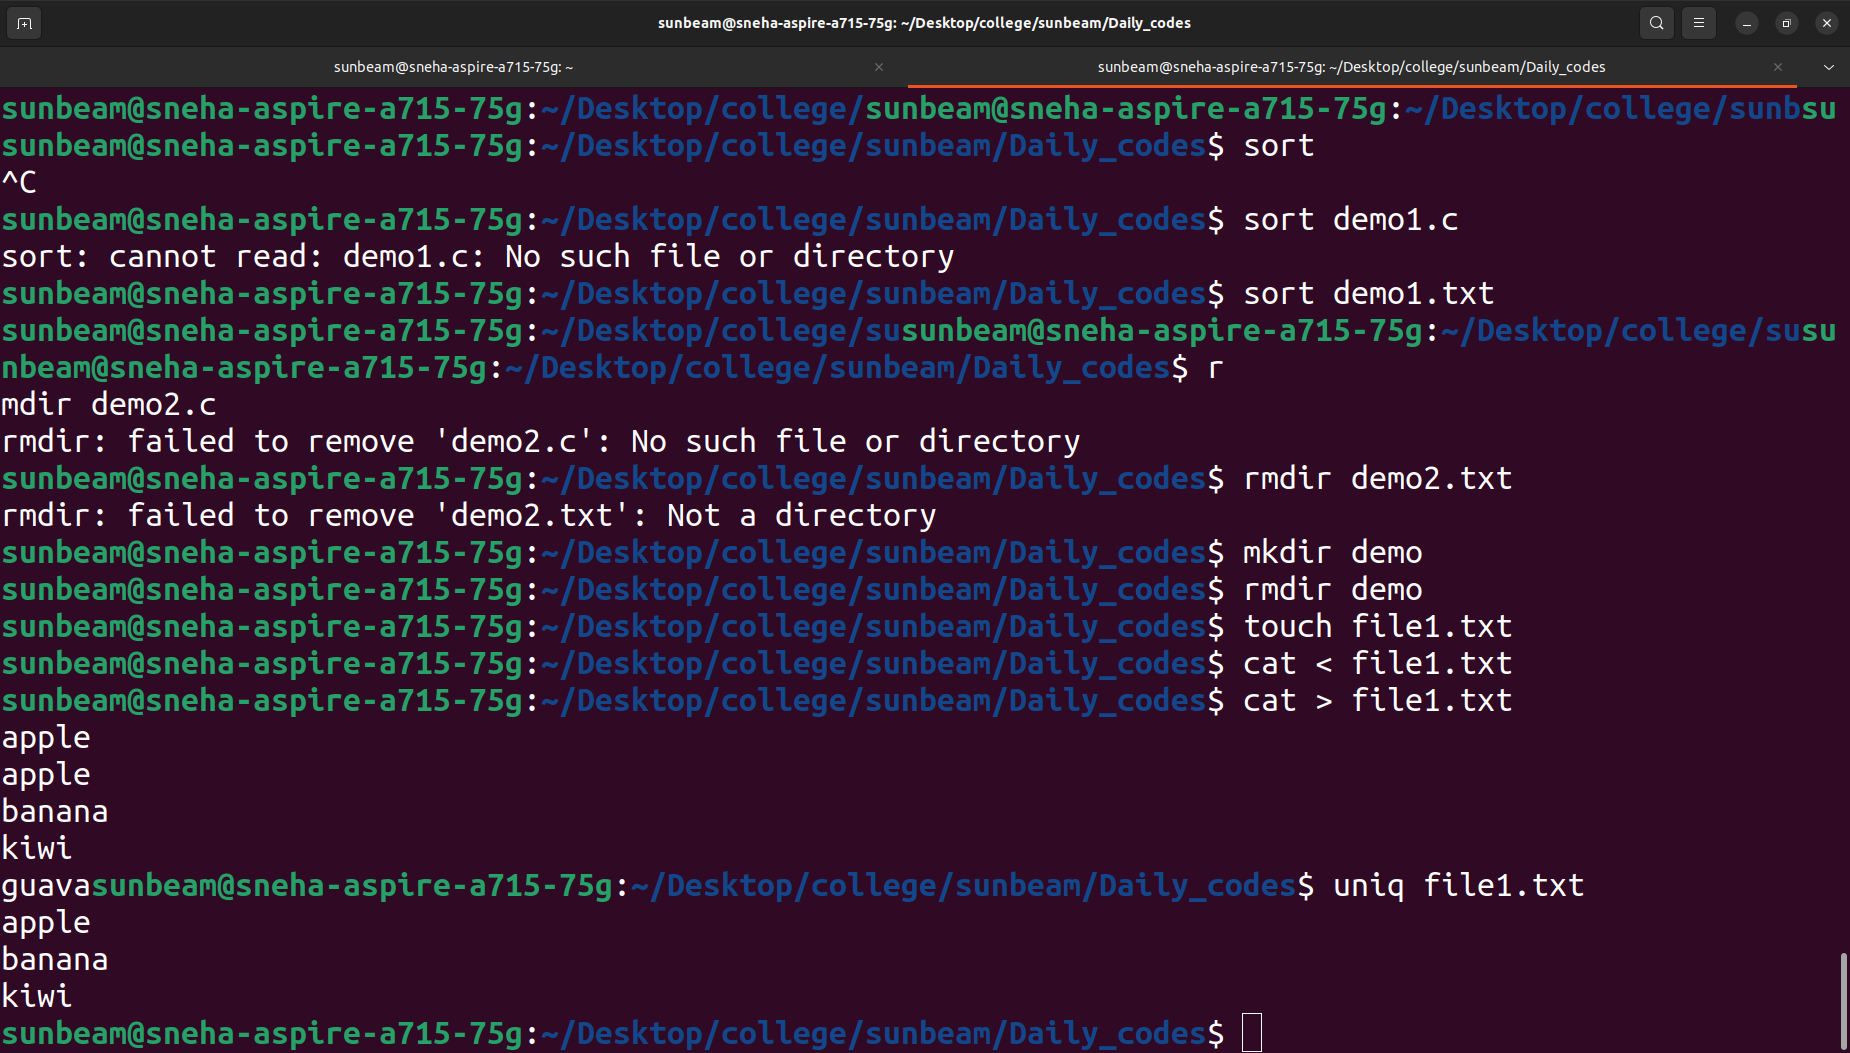 sunbeam@sneha-aspire-a715-75g: ~/Desktop/college/sunbeam/Daily_codes
sunbeam@sneha-aspire-a715-75g: ~
sunbeam@sneha-aspire-a715-75g: ~/Desktop/college/sunbeam/Daily_codes
sunbeam@sneha-aspire-a715-75g:~/Desktop/college/sunbeam@sneha-aspire-a715-75g:~/Desktop/college/sunbsu
sunbeam@sneha-aspire-a715-75g:~/Desktop/college/sunbeam/Daily_codes$ sort
^C
sunbeam@sneha-aspire-a715-75g:~/Desktop/college/sunbeam/Daily_codes$ sort demo1.c
sort: cannot read: demo1.c: No such file or directory
sunbeam@sneha-aspire-a715-75g:~/Desktop/college/sunbeam/Daily_codes$ sort demo1.txt
sunbeam@sneha-aspire-a715-75g:~/Desktop/college/susunbeam@sneha-aspire-a715-75g:~/Desktop/college/susu
nbeam@sneha-aspire-a715-75g:~/Desktop/college/sunbeam/Daily_codes$ r
mdir demo2.c
rmdir: failed to remove 'demo2.c': No such file or directory
sunbeam@sneha-aspire-a715-75g:~/Desktop/college/sunbeam/Daily_codes$ rmdir demo2.txt
rmdir: failed to remove 'demo2.txt': Not a directory
sunbeam@sneha-aspire-a715-75g:~/Desktop/college/sunbeam/Daily_codes$ mkdir demo
sunbeam@sneha-aspire-a715-75g:~/Desktop/college/sunbeam/Daily_codes$ rmdir demo
sunbeam@sneha-aspire-a715-75g:~/Desktop/college/sunbeam/Daily_codes$ touch file1.txt
sunbeam@sneha-aspire-a715-75g:~/Desktop/college/sunbeam/Daily_codes$ cat < file1.txt
sunbeam@sneha-aspire-a715-75g:~/Desktop/college/sunbeam/Daily_codes$ cat > file1.txt
apple
apple
banana
kiwi
guavasunbeam@sneha-aspire-a715-75g:~/Desktop/college/sunbeam/Daily_codes$ uniq file1.txt
apple
banana
kiwi
sunbeam@sneha-aspire-a715-75g:~/Desktop/college/sunbeam/Daily_codes$